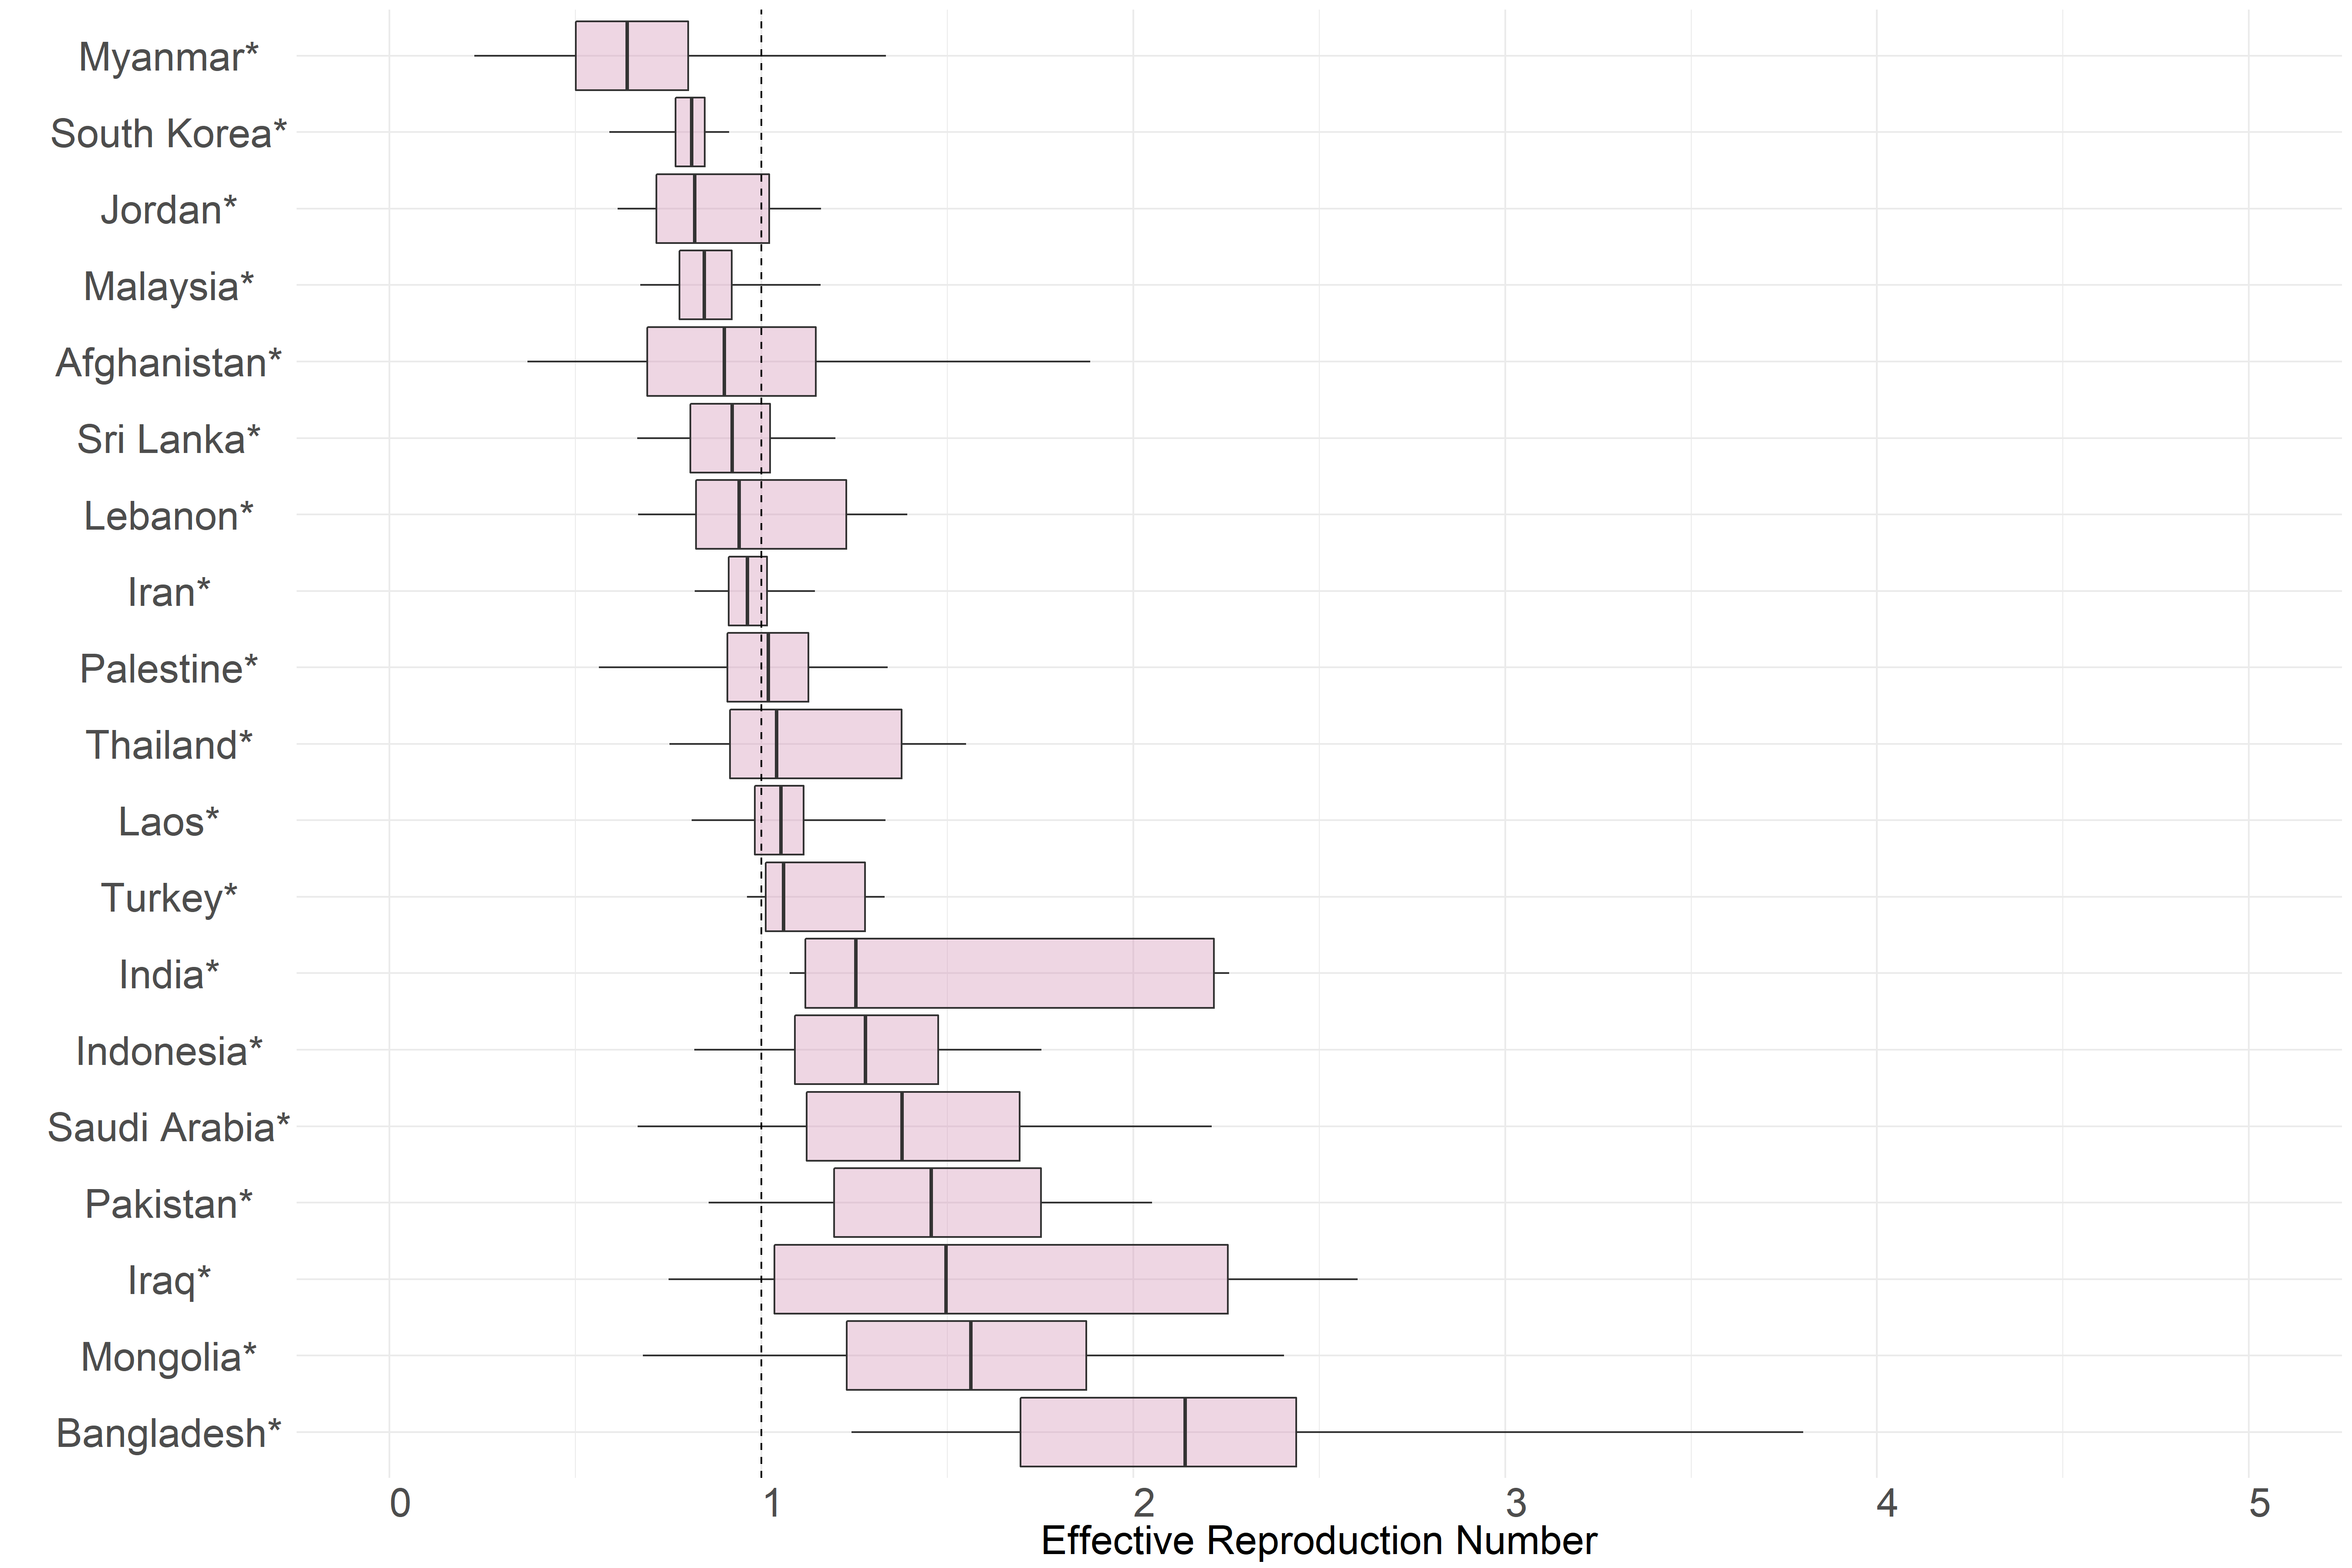 Myanmar*
South Korea*
Jordan*
Malaysia*
Afghanistan*
Sri Lanka*
Lebanon*
Iran*
Palestine*
Thailand*
Laos*
Turkey*
India*
Indonesia*
Saudi Arabia*
Pakistan*
Iraq*
Mongolia*
Bangladesh*
0 1 2 3 4 5
Effective Reproduction Number